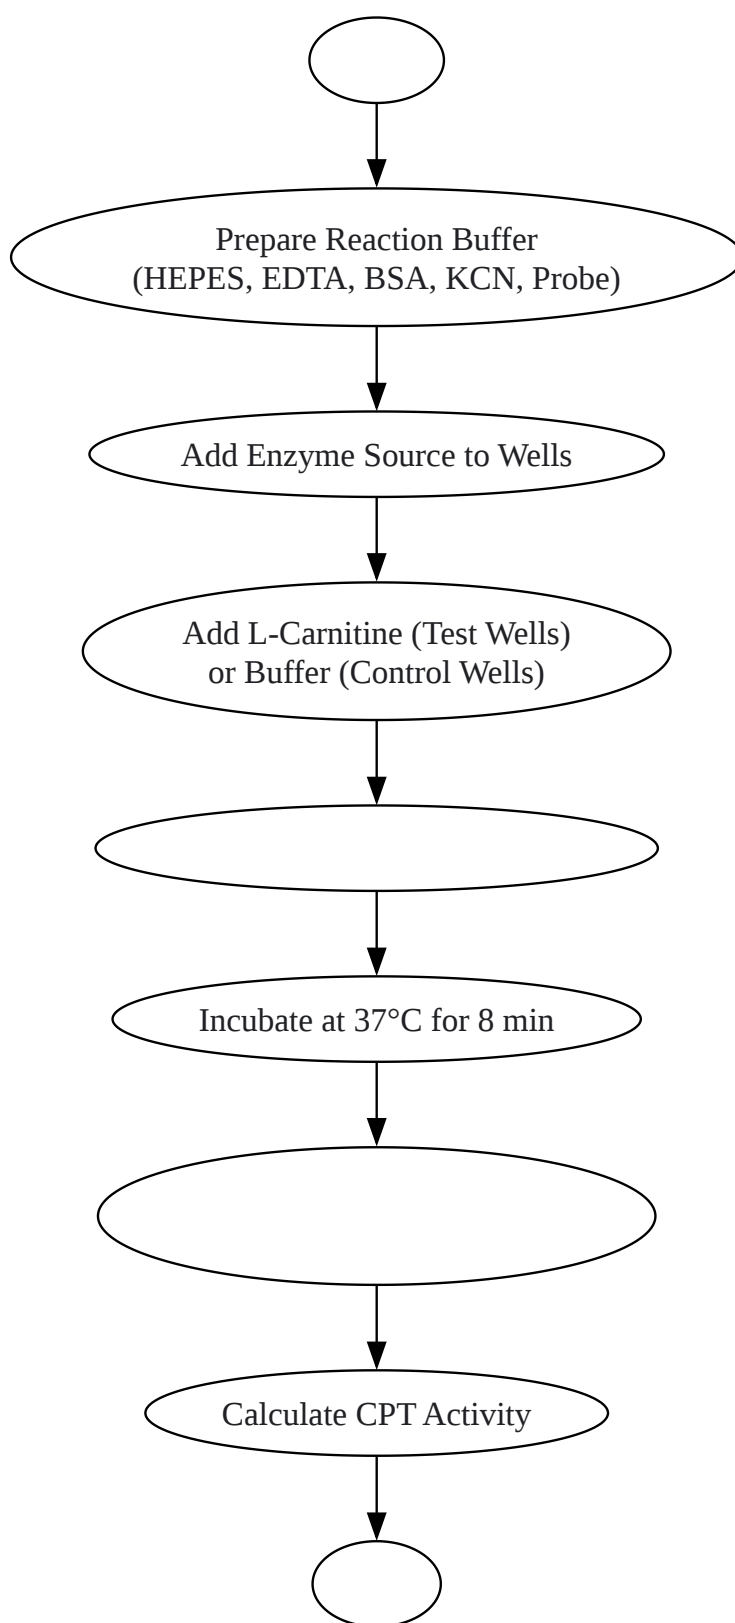 Prepare Reaction Buffer
(HEPES, EDTA, BSA, KCN, Probe)
Add Enzyme Source to Wells
Add L-Carnitine (Test Wells)
or Buffer (Control Wells)
Incubate at 37°C for 8 min
Calculate CPT Activity